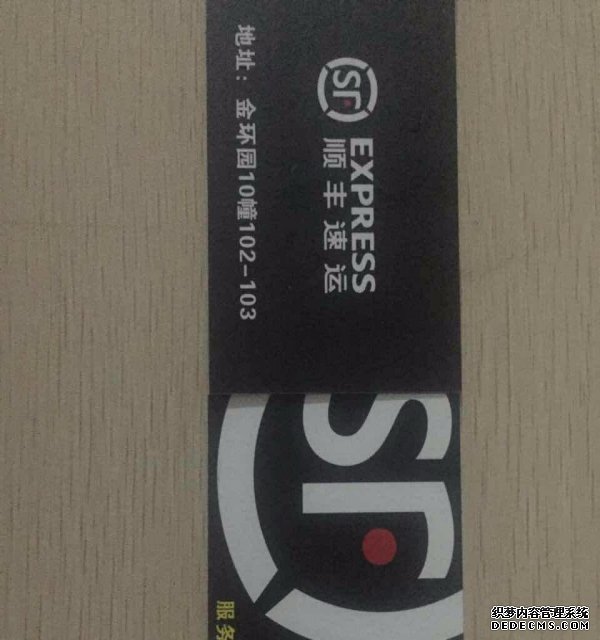 SF
EXPRESS
顺丰速运
地址：金环园10幢102-103
SF
服务
织梦内容管理系统
DEDECMS.COM